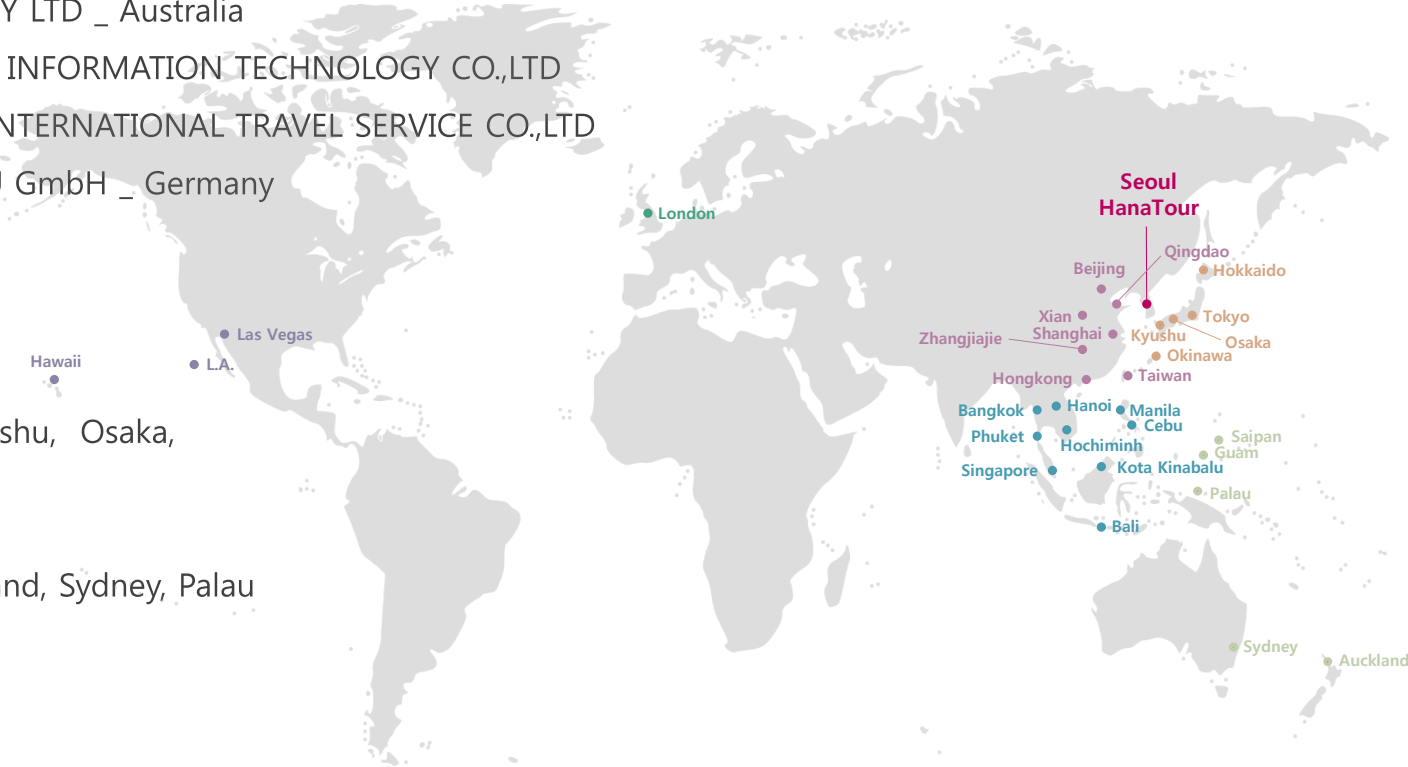 Y LTD _ Australia
INFORMATION TECHNOLOGY CO.,LTD
NTERNATIONAL TRAVEL SERVICE CO.,LTD
GmbH _ Germany
shu, Osaka,
nd, Sydney, Palau
Seoul
HanaTour
London
Qingdao
Beijing
Hokkaido
Xian
Tokyo
Shanghai
Kyushu
Zhangjiajie
Osaka
Okinawa
Las Vegas
Hawaii
L.A.
Hongkong
Taiwan
Bangkok
Hanoi
Manila
Cebu
Phuket
Hochiminh
Saipan
Guam
Singapore
Kota Kinabalu
Palau
Bali
Sydney
Auckland